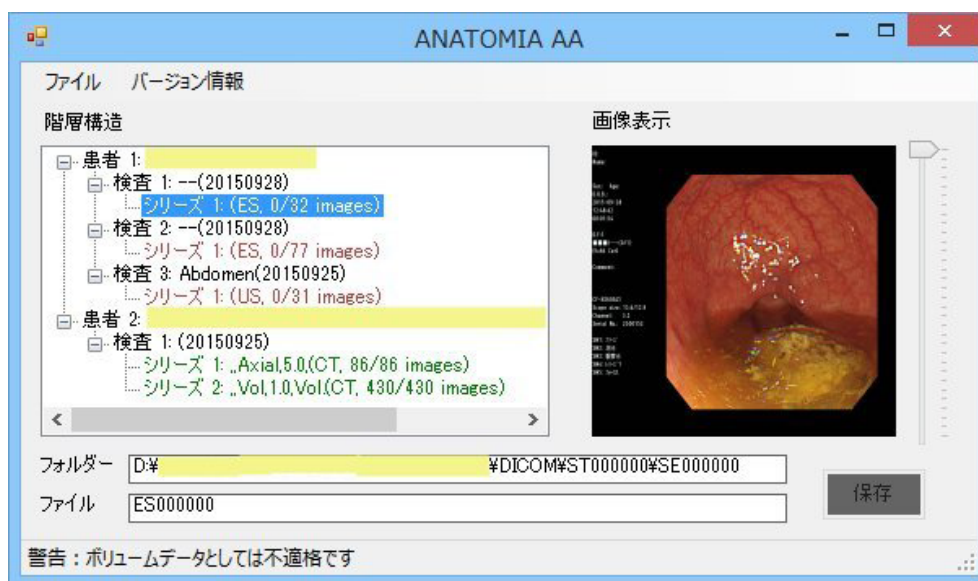 ANATOMIA AA
ファイル バージョン情報
階層構造
画像表示
患者 1:
検査 1: --(20150928)
シリーズ 1: (ES, 0/32 images)
検査 2: --(20150928)
シリーズ 1: (ES, 0/77 images)
検査 3: Abdomen(20150925)
シリーズ 1: (US, 0/31 images)
患者 2:
検査 1: (20150925)
シリーズ 1: ,,Axial,5.0,(CT, 86/86 images)
シリーズ 2: ,,Vol,1.0,Vol.(CT, 430/430 images)
フォルダー D:¥ ¥DICOM¥ST000000¥SE000000
ファイル ES000000
保存
警告：ボリュームデータとしては不適格です